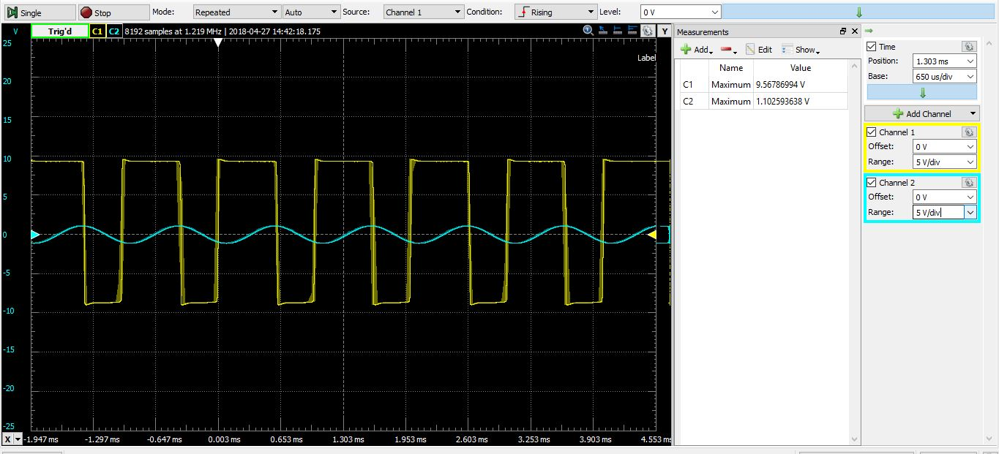 Single Stop Mode: Repeated Auto Source: Channel 1 Condition: Rising Level: 0 V
V Trig'd C1 C2 8192 samples at 1.219 MHz | 2018-04-27 14:42:18.175 Y
Label
25
20
15
10
5
0
-5
-10
-15
-20
-25
X -1.947 ms -1.297 ms -0.647 ms 0.003 ms 0.653 ms 1.303 ms 1.953 ms 2.603 ms 3.253 ms 3.903 ms 4.553 ms
Measurements
Add Edit Show
Name Value
C1 Maximum 9.56786994 V
C2 Maximum 1.102593638 V
Time
Position: 1.303 ms
Base: 650 us/div
Add Channel
Channel 1
Offset: 0 V
Range: 5 V/div
Channel 2
Offset: 0 V
Range: 5 V/div